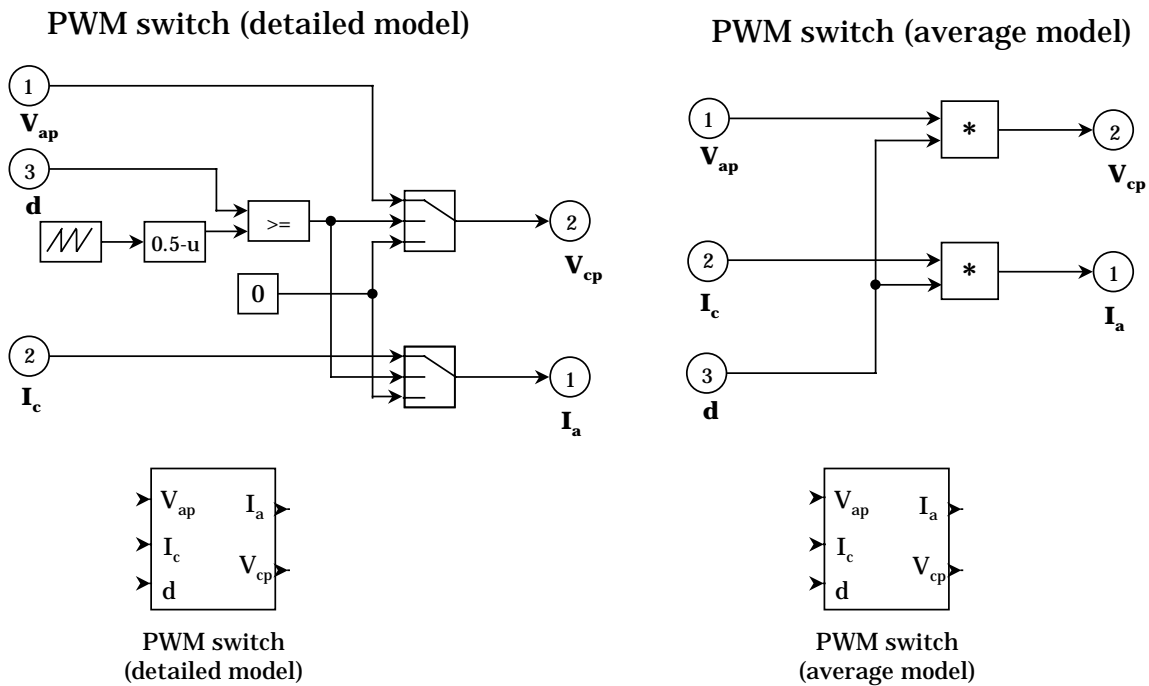 PWM switch (detailed model)
1
V_ap
3
d
0.5-u
>=
0
2
V_cp
2
I_c
1
I_a
PWM switch (average model)
1
V_ap
*
2
V_cp
2
I_c
*
1
I_a
3
d
V_ap
I_c
d
I_a
V_cp
PWM switch
(detailed model)
V_ap
I_c
d
I_a
V_cp
PWM switch
(average model)